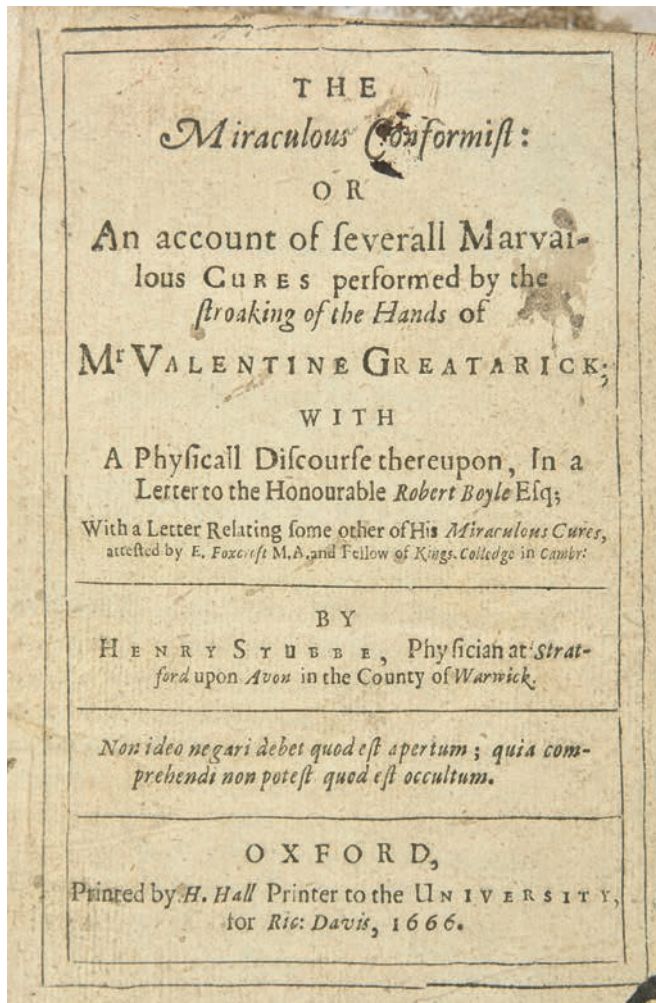 THE
Miraculous Conformiſt:
OR
An account of ſeverall Marvai-
lous CURES performed by the
ſtroaking of the Hands of
Mr VALENTINE GREATARICK;
WITH
A Phyſicall Diſcourſe thereupon, In a
Letter to the Honourable Robert Boyle Eſq;
With a Letter Relating ſome other of His Miraculous Cures,
atteſted by E. Foxcroft M.A. and Fellow of Kings.Colledge in Cambr:
BY
HENRY STUBBE, Phyſician at Strat-
ford upon Avon in the County of Warwick.
Non ideo negari debet quod eſt apertum; quia com-
prehendi non poteſt quod eſt occultum.
OXFORD,
Printed by H. Hall Printer to the UNIVERSITY,
for Ric: Davis, 1666.